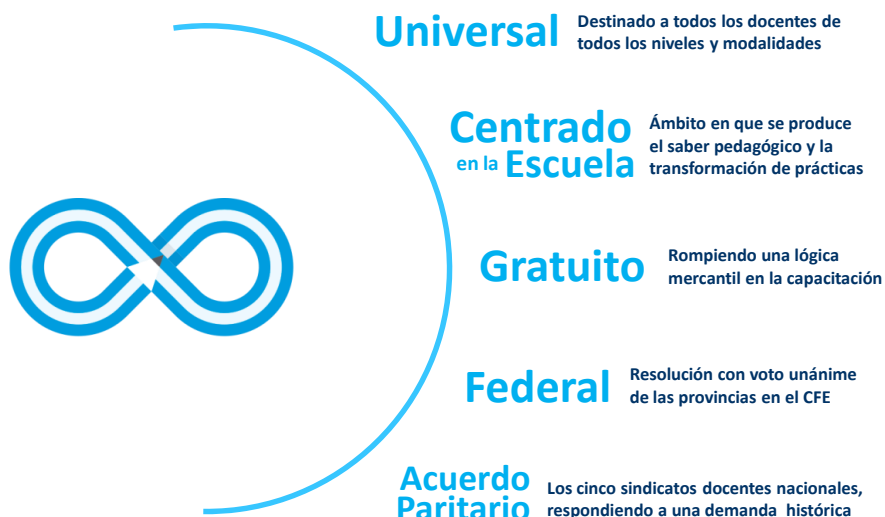 Universal
Destinado a todos los docentes de
todos los niveles y modalidades
Centrado
en la Escuela
Ámbito en que se produce
el saber pedagógico y la
transformación de prácticas
Gratuito
Rompiendo una lógica
mercantil en la capacitación
Federal
Resolución con voto unánime
de las provincias en el CFE
Acuerdo
Paritario
Los cinco sindicatos docentes nacionales,
respondiendo a una demanda histórica